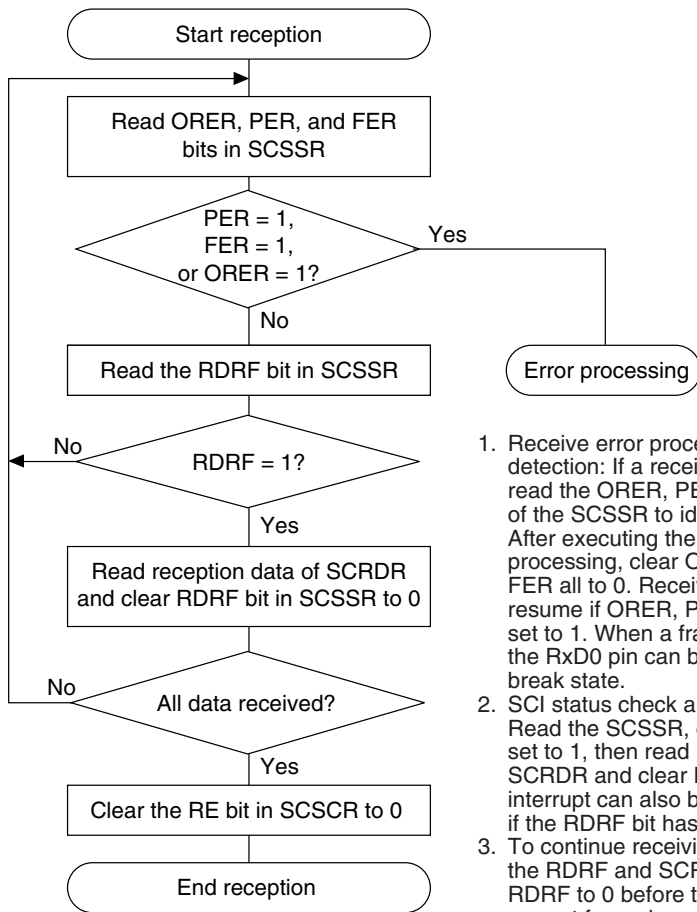 Start reception
Read ORER, PER, and FER
bits in SCSSR
PER = 1,
FER = 1,
or ORER = 1?
Yes
No
Read the RDRF bit in SCSSR
Error processing
No
RDRF = 1?
Yes
Read reception data of SCRDR
and clear RDRF bit in SCSSR to 0
No
All data received?
Yes
Clear the RE bit in SCSCR to 0
End reception
1. Receive error proce
detection: If a recei
read the ORER, PE
of the SCSSR to id
After executing the
processing, clear O
FER all to 0. Recei
resume if ORER, P
set to 1. When a fra
the RxD0 pin can b
break state.
2. SCI status check a
Read the SCSSR,
set to 1, then read
SCRDR and clear
interrupt can also b
if the RDRF bit has
3. To continue receivi
the RDRF and SCF
RDRF to 0 before t